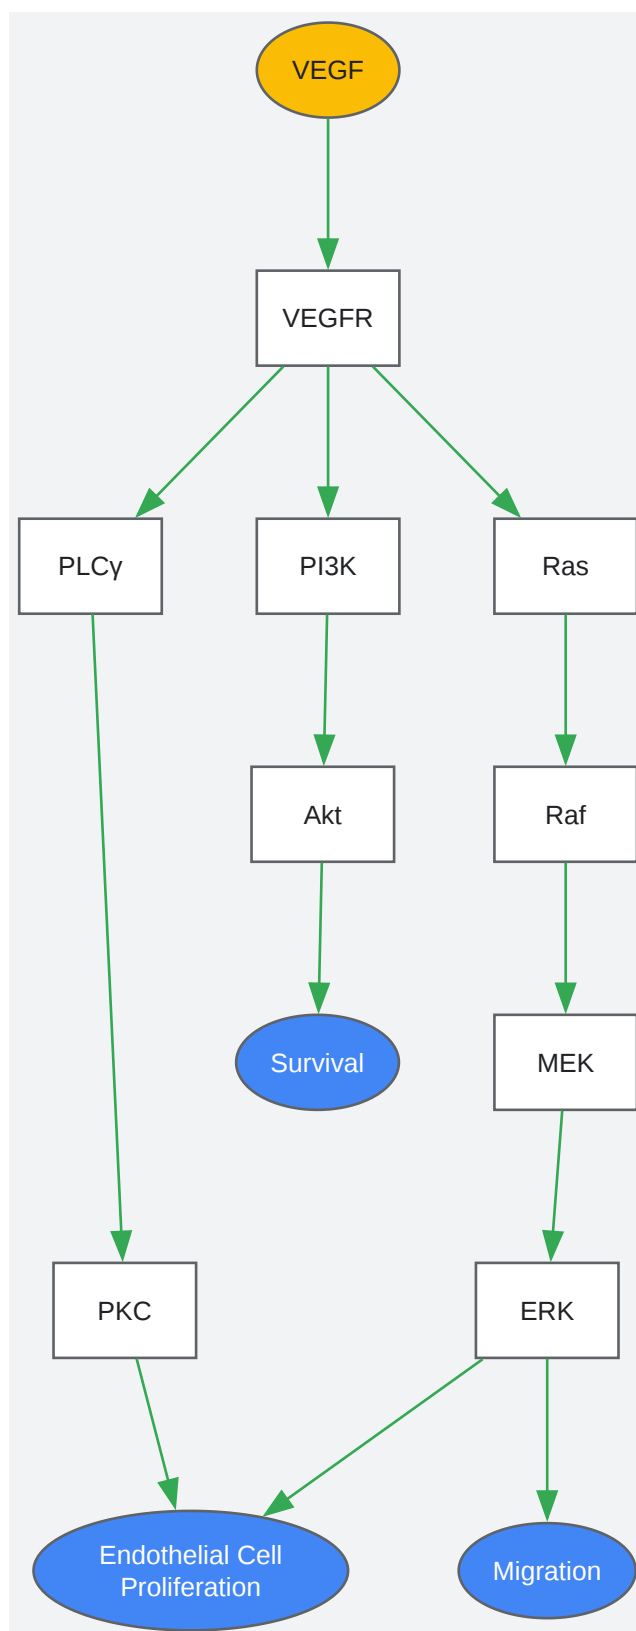 VEGF
VEGFR
PLCγ
PI3K
Ras
Akt
Raf
Survival
MEK
PKC
ERK
Endothelial Cell
Proliferation
Migration